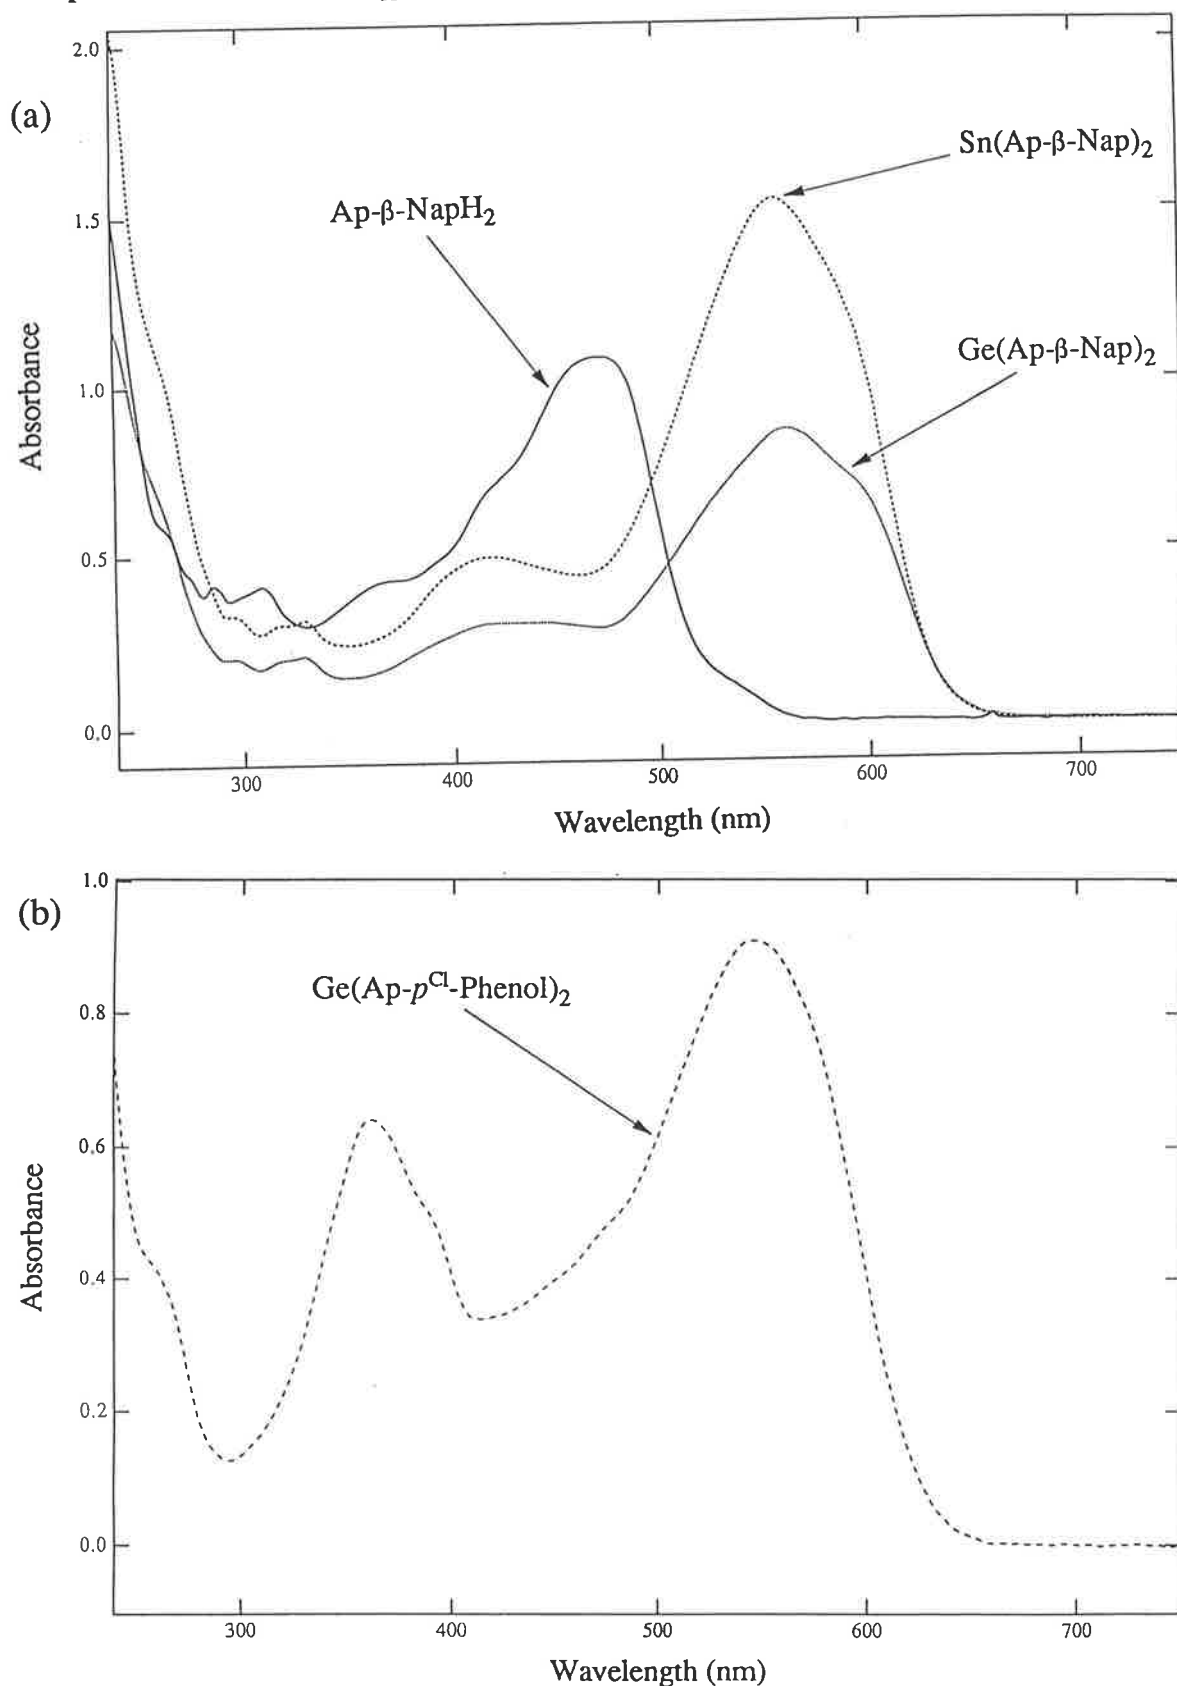 (a)
2.0
1.5
1.0
0.5
0.0
Absorbance
Ap-β-NapH2
Sn(Ap-β-Nap)2
Ge(Ap-β-Nap)2
300 400 500 600 700
Wavelength (nm)
(b)
1.0
0.8
0.6
0.4
0.2
0.0
Absorbance
Ge(Ap-pCl-Phenol)2
300 400 500 600 700
Wavelength (nm)